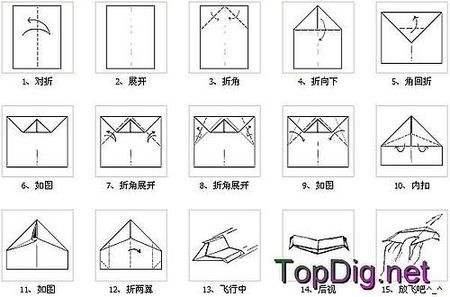 1、对折
2、展开
3、折角
4、折向下
5、角回折
6、如图
7、折角展开
8、折角展开
9、如图
10、内扣
11、如图
12、折两翼
13、飞行中
14、后视
15、放飞吧^_^
TopDig.net